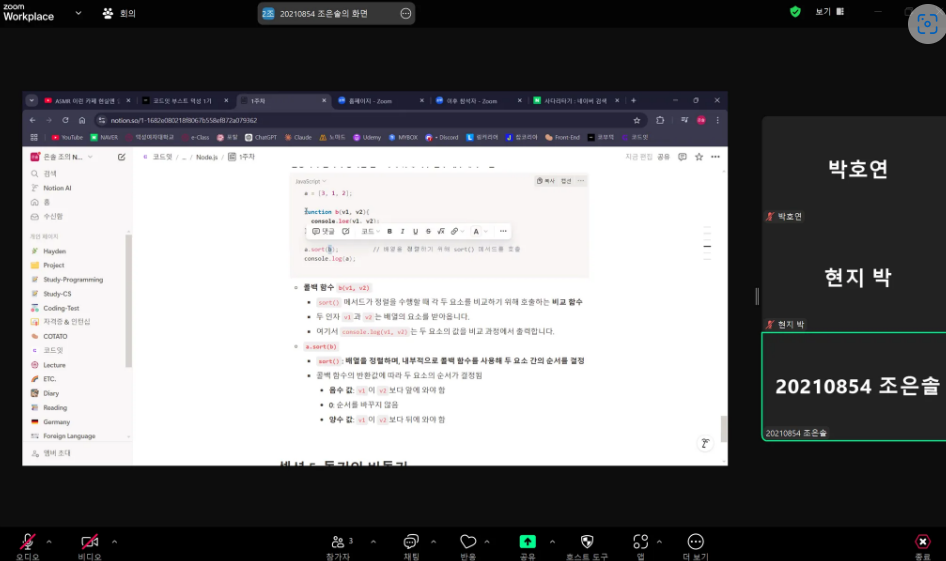 zoom
Workplace
회의
2조 20210854 조은솔의 화면
보기
코드잇 부스트 덕성 1기
1주차
홈페이지 - Zoom
이후 참석자 - Zoom
사다리타기 : 네이버 검색
notion.so/1-1682e080218f8067b558ef872a079362
YouTube
NAVER
덕성여자대학교
e-Class
ChatGPT
Claude
노마드
Udemy
MYBOX
Discord
링커리어
잡코리아
Front-End
코드잇
은솔 조의 N...
코드잇 / ... / Node.js / 1주차
지금 편집
공유
검색
Notion AI
홈
수신함
개인 페이지
Hayden
Project
Study-Programming
Study-CS
Coding-Test
자격증 & 인턴십
COTATO
코드잇
Lecture
ETC.
Diary
Reading
Germany
Foreign Language
멤버 초대
JavaScript
복사
캡션
a = [3, 1, 2];
function b(v1, v2){
console.log(v1, v2);
댓글
코드
B
I
U
S
A
a.sort(b); // 배열을 정렬하기 위해 sort() 메서드를 호출
console.log(a);
콜백 함수 b(v1, v2)
sort() 메서드가 정렬을 수행할 때 각 두 요소를 비교하기 위해 호출하는 비교 함수
두 인자 v1 과 v2 는 배열의 요소를 받아옵니다.
여기서 console.log(v1, v2) 는 두 요소의 값을 비교 과정에서 출력합니다.
a.sort(b)
sort() : 배열을 정렬하며, 내부적으로 콜백 함수를 사용해 두 요소 간의 순서를 결정
콜백 함수의 반환값에 따라 두 요소의 순서가 결정됨
음수 값: v1 이 v2 보다 앞에 와야 함
0: 순서를 바꾸지 않음
양수 값: v1 이 v2 보다 뒤에 와야 함
박호연
박호연
현지 박
현지 박
20210854 조은솔
20210854 조은솔
오디오
비디오
3
참가자
채팅
반응
공유
호스트 도구
앱
더 보기
종료